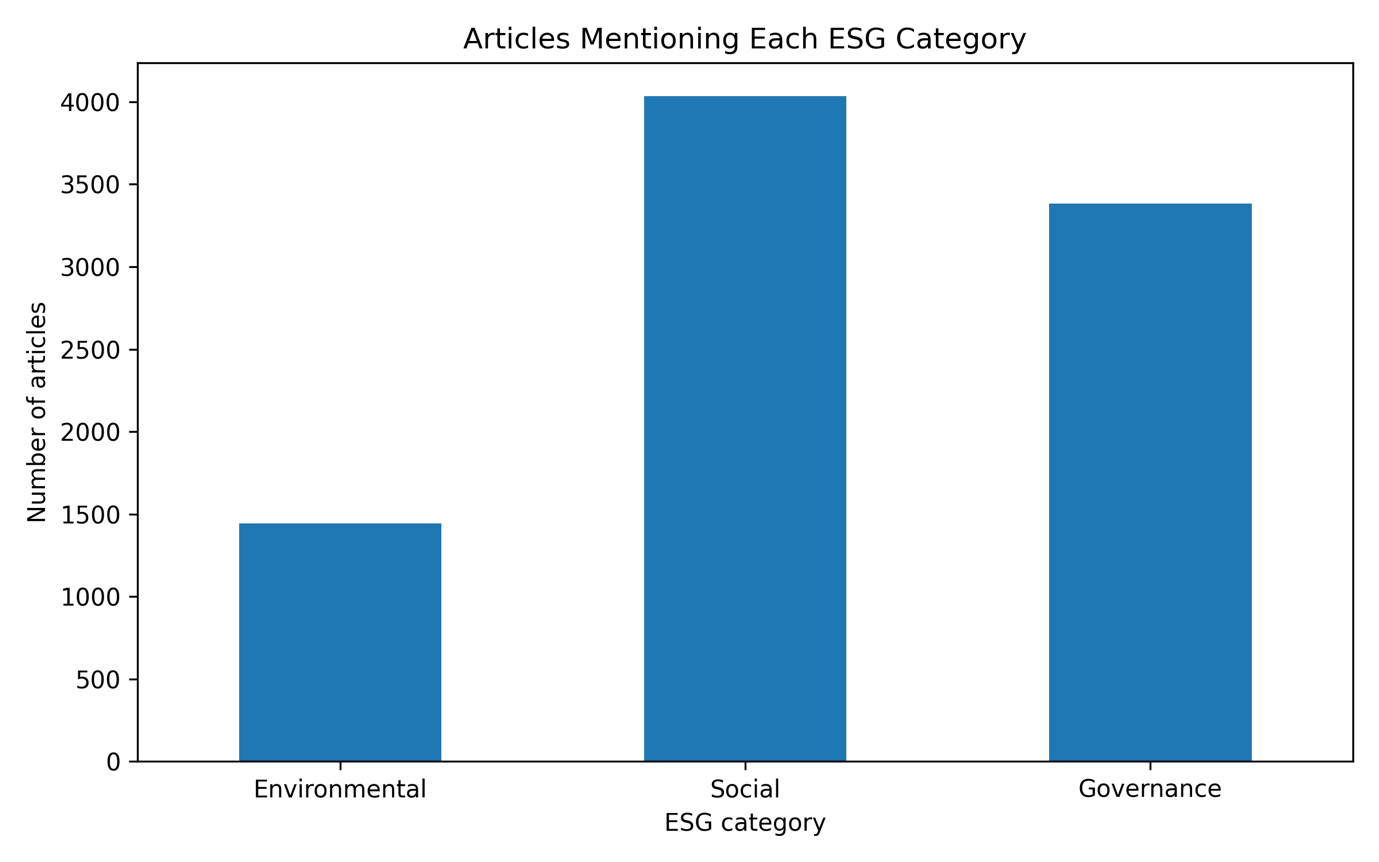 Articles Mentioning Each ESG Category
Number of articles
4000
3500
3000
2500
2000
1500
1000
500
0
Environmental
Social
Governance
ESG category